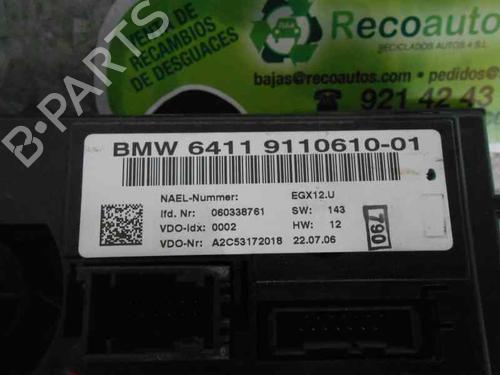 VENTA DE
RECAMBIOS
DE DESGUACES
Recoauto
RECICLADOS AUTOS 4 S.L.
bajas@recoautos.com • pedidos@
921 42 43
B-PARTS
BMW 6411 9110610-01
NAEL-Nummer: EGX12.U
lfd. Nr: 060338761 SW: 143
VDO-Idx: 0002 HW: 12
VDO-Nr: A2C53172018 22.07.06
790